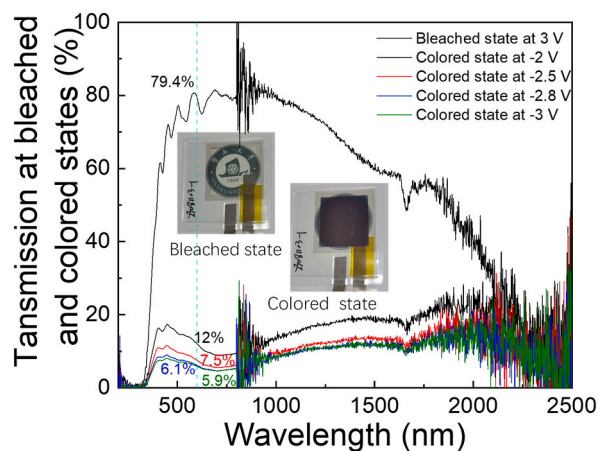 Tansmission at bleached
and colored states (%)
100
80
60
40
20
0
79.4%
Bleached state at 3 V
Colored state at -2 V
Colored state at -2.5 V
Colored state at -2.8 V
Colored state at -3 V
Bleached state
Colored state
12%
7.5%
6.1%
5.9%
500
1000
1500
2000
2500
Wavelength (nm)